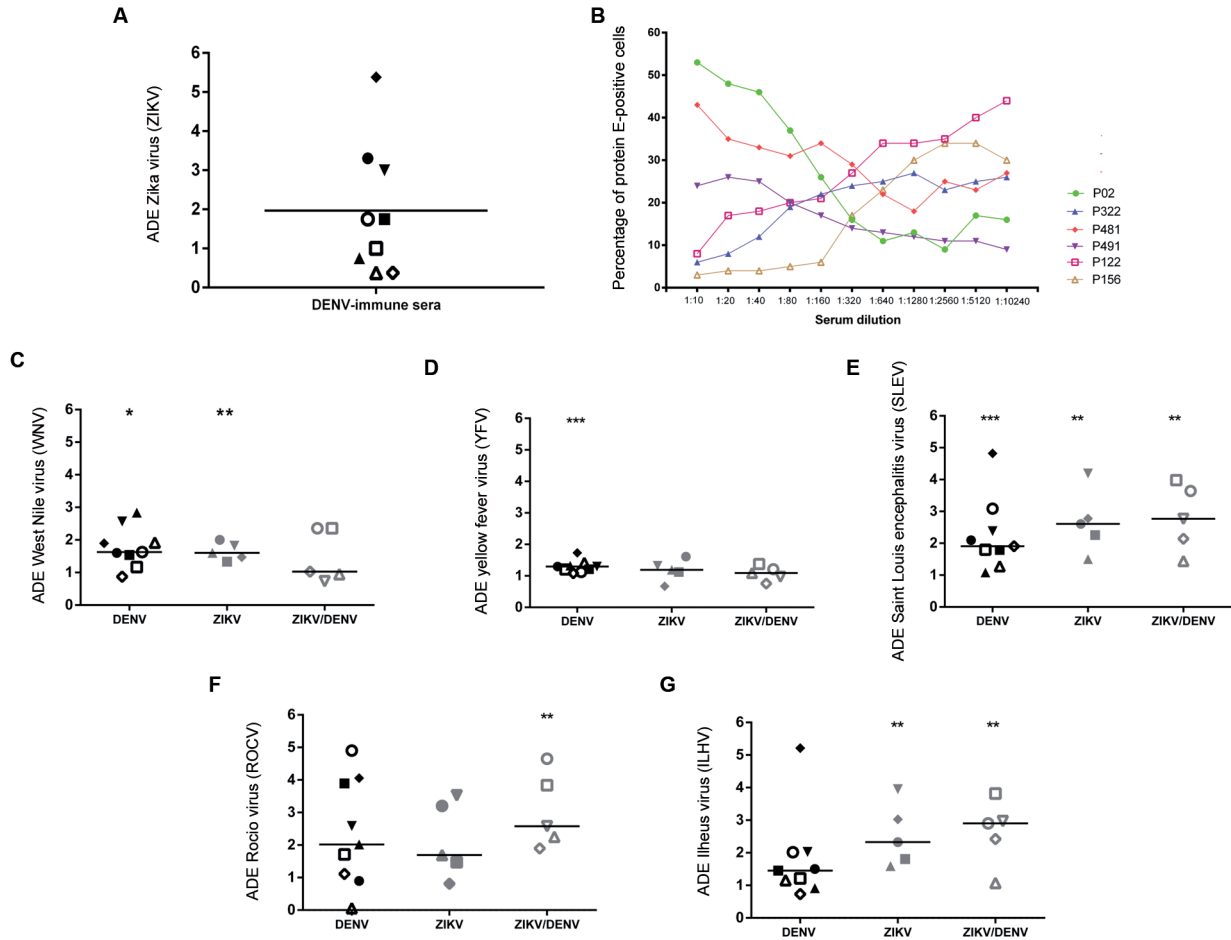 A
ADE Zika virus (ZIKV)
6
5
4
3
2
1
0
DENV-immune sera
B
Percentage of protein E-positive cells
60
50
40
30
20
10
0
1:10 1:20 1:40 1:80 1:160 1:320 1:640 1:1280 1:2560 1:5120 1:10240
Serum dilution
P02
P322
P481
P491
P122
P156
C
ADE West Nile virus (WNV)
6
5
4
3
2
1
0
* **
DENV ZIKV ZIKV/DENV
D
ADE yellow fever virus (YFV)
6
5
4
3
2
1
0
***
DENV ZIKV ZIKV/DENV
E
ADE Saint Louis encephalitis virus (SLEV)
6
5
4
3
2
1
0
*** ** **
DENV ZIKV ZIKV/DENV
F
ADE Rocio virus (ROCV)
6
5
4
3
2
1
0
**
DENV ZIKV ZIKV/DENV
G
ADE Ilheus virus (ILHV)
6
5
4
3
2
1
0
** **
DENV ZIKV ZIKV/DENV